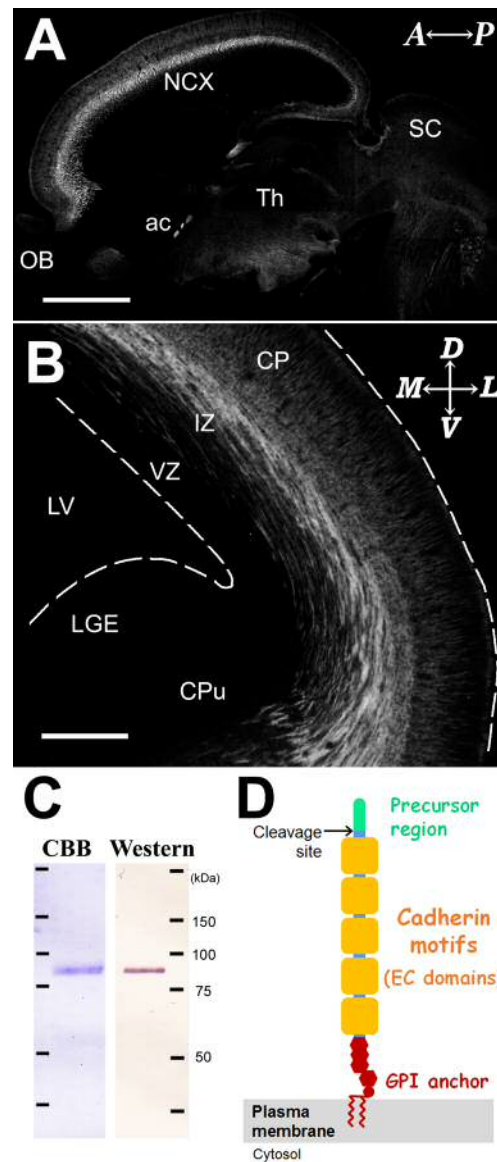 A
A P
NCX
SC
Th
ac
OB
B
CP
D
M L
V
IZ
VZ
LV
LGE
CPu
C
CBB Western
(kDa)
150
100
75
50
D
Precursor
region
Cleavage
site
Cadherin
motifs
(EC domains)
GPI anchor
Plasma
membrane
Cytosol